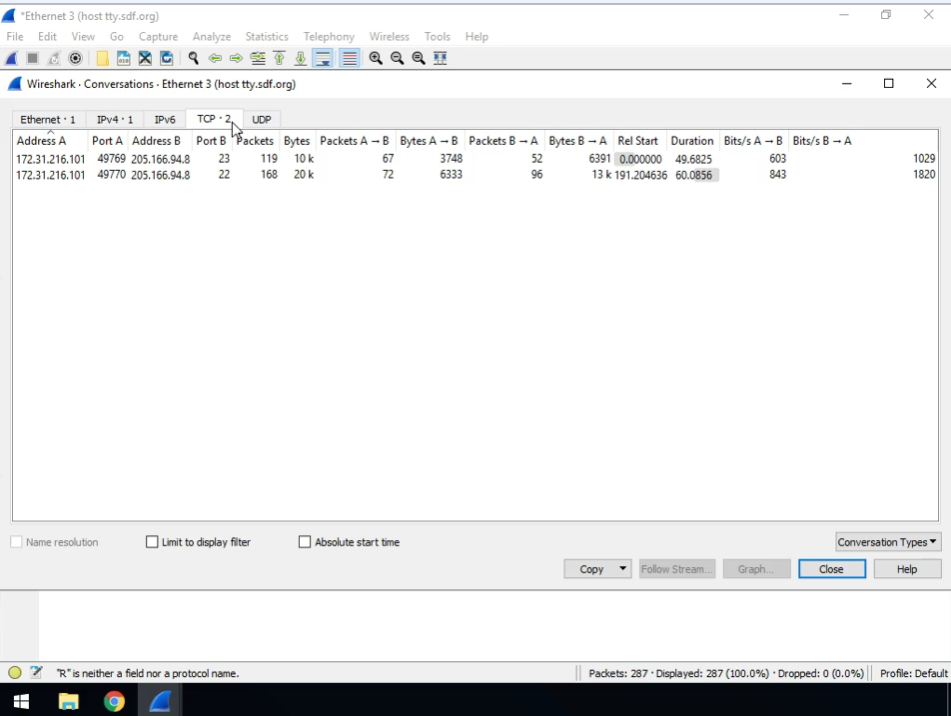 *Ethernet 3 (host tty.sdf.org)
File Edit View Go Capture Analyze Statistics Telephony Wireless Tools Help
Wireshark · Conversations · Ethernet 3 (host tty.sdf.org)
Ethernet · 1 IPv4 · 1 IPv6 TCP · 2 UDP
Address A Port A Address B Port B Packets Bytes Packets A → B Bytes A → B Packets B → A Bytes B → A Rel Start Duration Bits/s A → B Bits/s B → A
172.31.216.101 49769 205.166.94.8 23 119 10 k 67 3748 52 6391 0.000000 49.6825 603 1029
172.31.216.101 49770 205.166.94.8 22 168 20 k 72 6333 96 13 k 191.204636 60.0856 843 1820
Name resolution Limit to display filter Absolute start time Conversation Types
Copy Follow Stream... Graph... Close Help
"R" is neither a field nor a protocol name. Packets: 287 · Displayed: 287 (100.0%) · Dropped: 0 (0.0%) Profile: Default